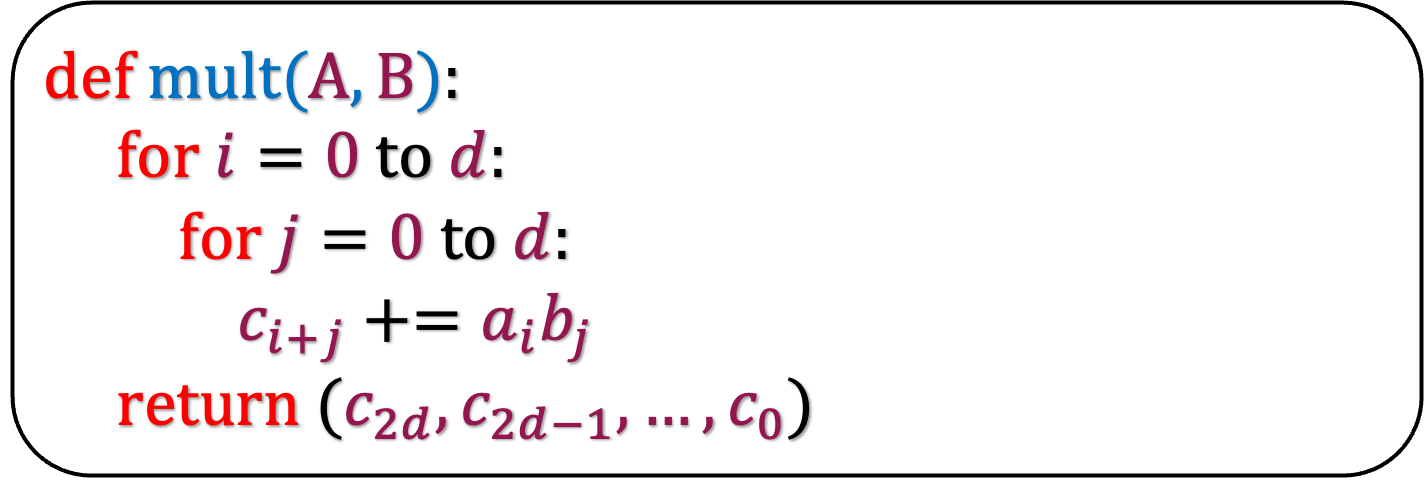 def mult(A, B):
for i = 0 to d:
for j = 0 to d:
c_{i+j} += a_i b_j
return (c_{2d}, c_{2d−1}, … , c_0)